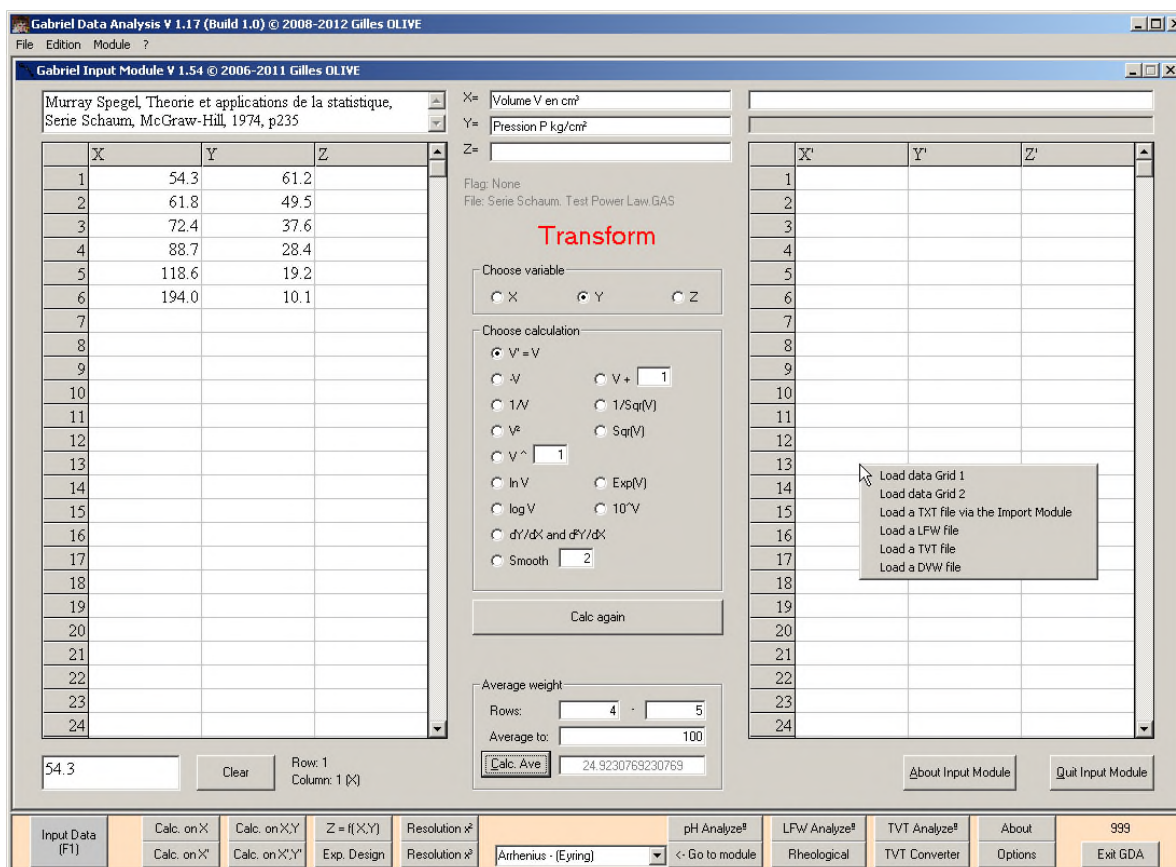 Gabriel Data Analysis V 1.17 (Build 1.0) © 2008-2012 Gilles OLIVE
File Edition Module ?
Gabriel Input Module V 1.54 © 2006-2011 Gilles OLIVE
Murray Spegel, Theorie et applications de la statistique,
Serie Schaum, McGraw-Hill, 1974, p235
X Y Z
1 54.3 61.2
2 61.8 49.5
3 72.4 37.6
4 88.7 28.4
5 118.6 19.2
6 194.0 10.1
7
8
9
10
11
12
13
14
15
16
17
18
19
20
21
22
23
24
54.3
Clear
Row: 1
Column: 1 (X)
X= Volume V en cm³
Y= Pression P kg/cm²
Z=
Flag: None
File: Serie Schaum. Test Power Law.GAS
Transform
Choose variable
X Y Z
Choose calculation
V' = V
-V V + 1
1/V 1/Sqr(V)
V² Sqr(V)
V ^ 1
ln V Exp(V)
log V 10^V
dY/dX and d²Y/dX
Smooth 2
Calc again
Average weight
Rows: 4 - 5
Average to: 100
Calc. Ave 24.9230769230769
X' Y' Z'
1
2
3
4
5
6
7
8
9
10
11
12
13
14
15
16
17
18
19
20
21
22
23
24
Load data Grid 1
Load data Grid 2
Load a TXT file via the Import Module
Load a LFW file
Load a TVT file
Load a DVW file
About Input Module
Quit Input Module
Input Data
(F1)
Calc. on X Calc. on X,Y Z = f(X,Y) Resolution x² pH Analyze® LFW Analyze® TVT Analyze® About 999
Calc. on X' Calc. on X',Y' Exp. Design Resolution x³ Arrhenius - (Eyring) <- Go to module Rheological TVT Converter Options Exit GDA